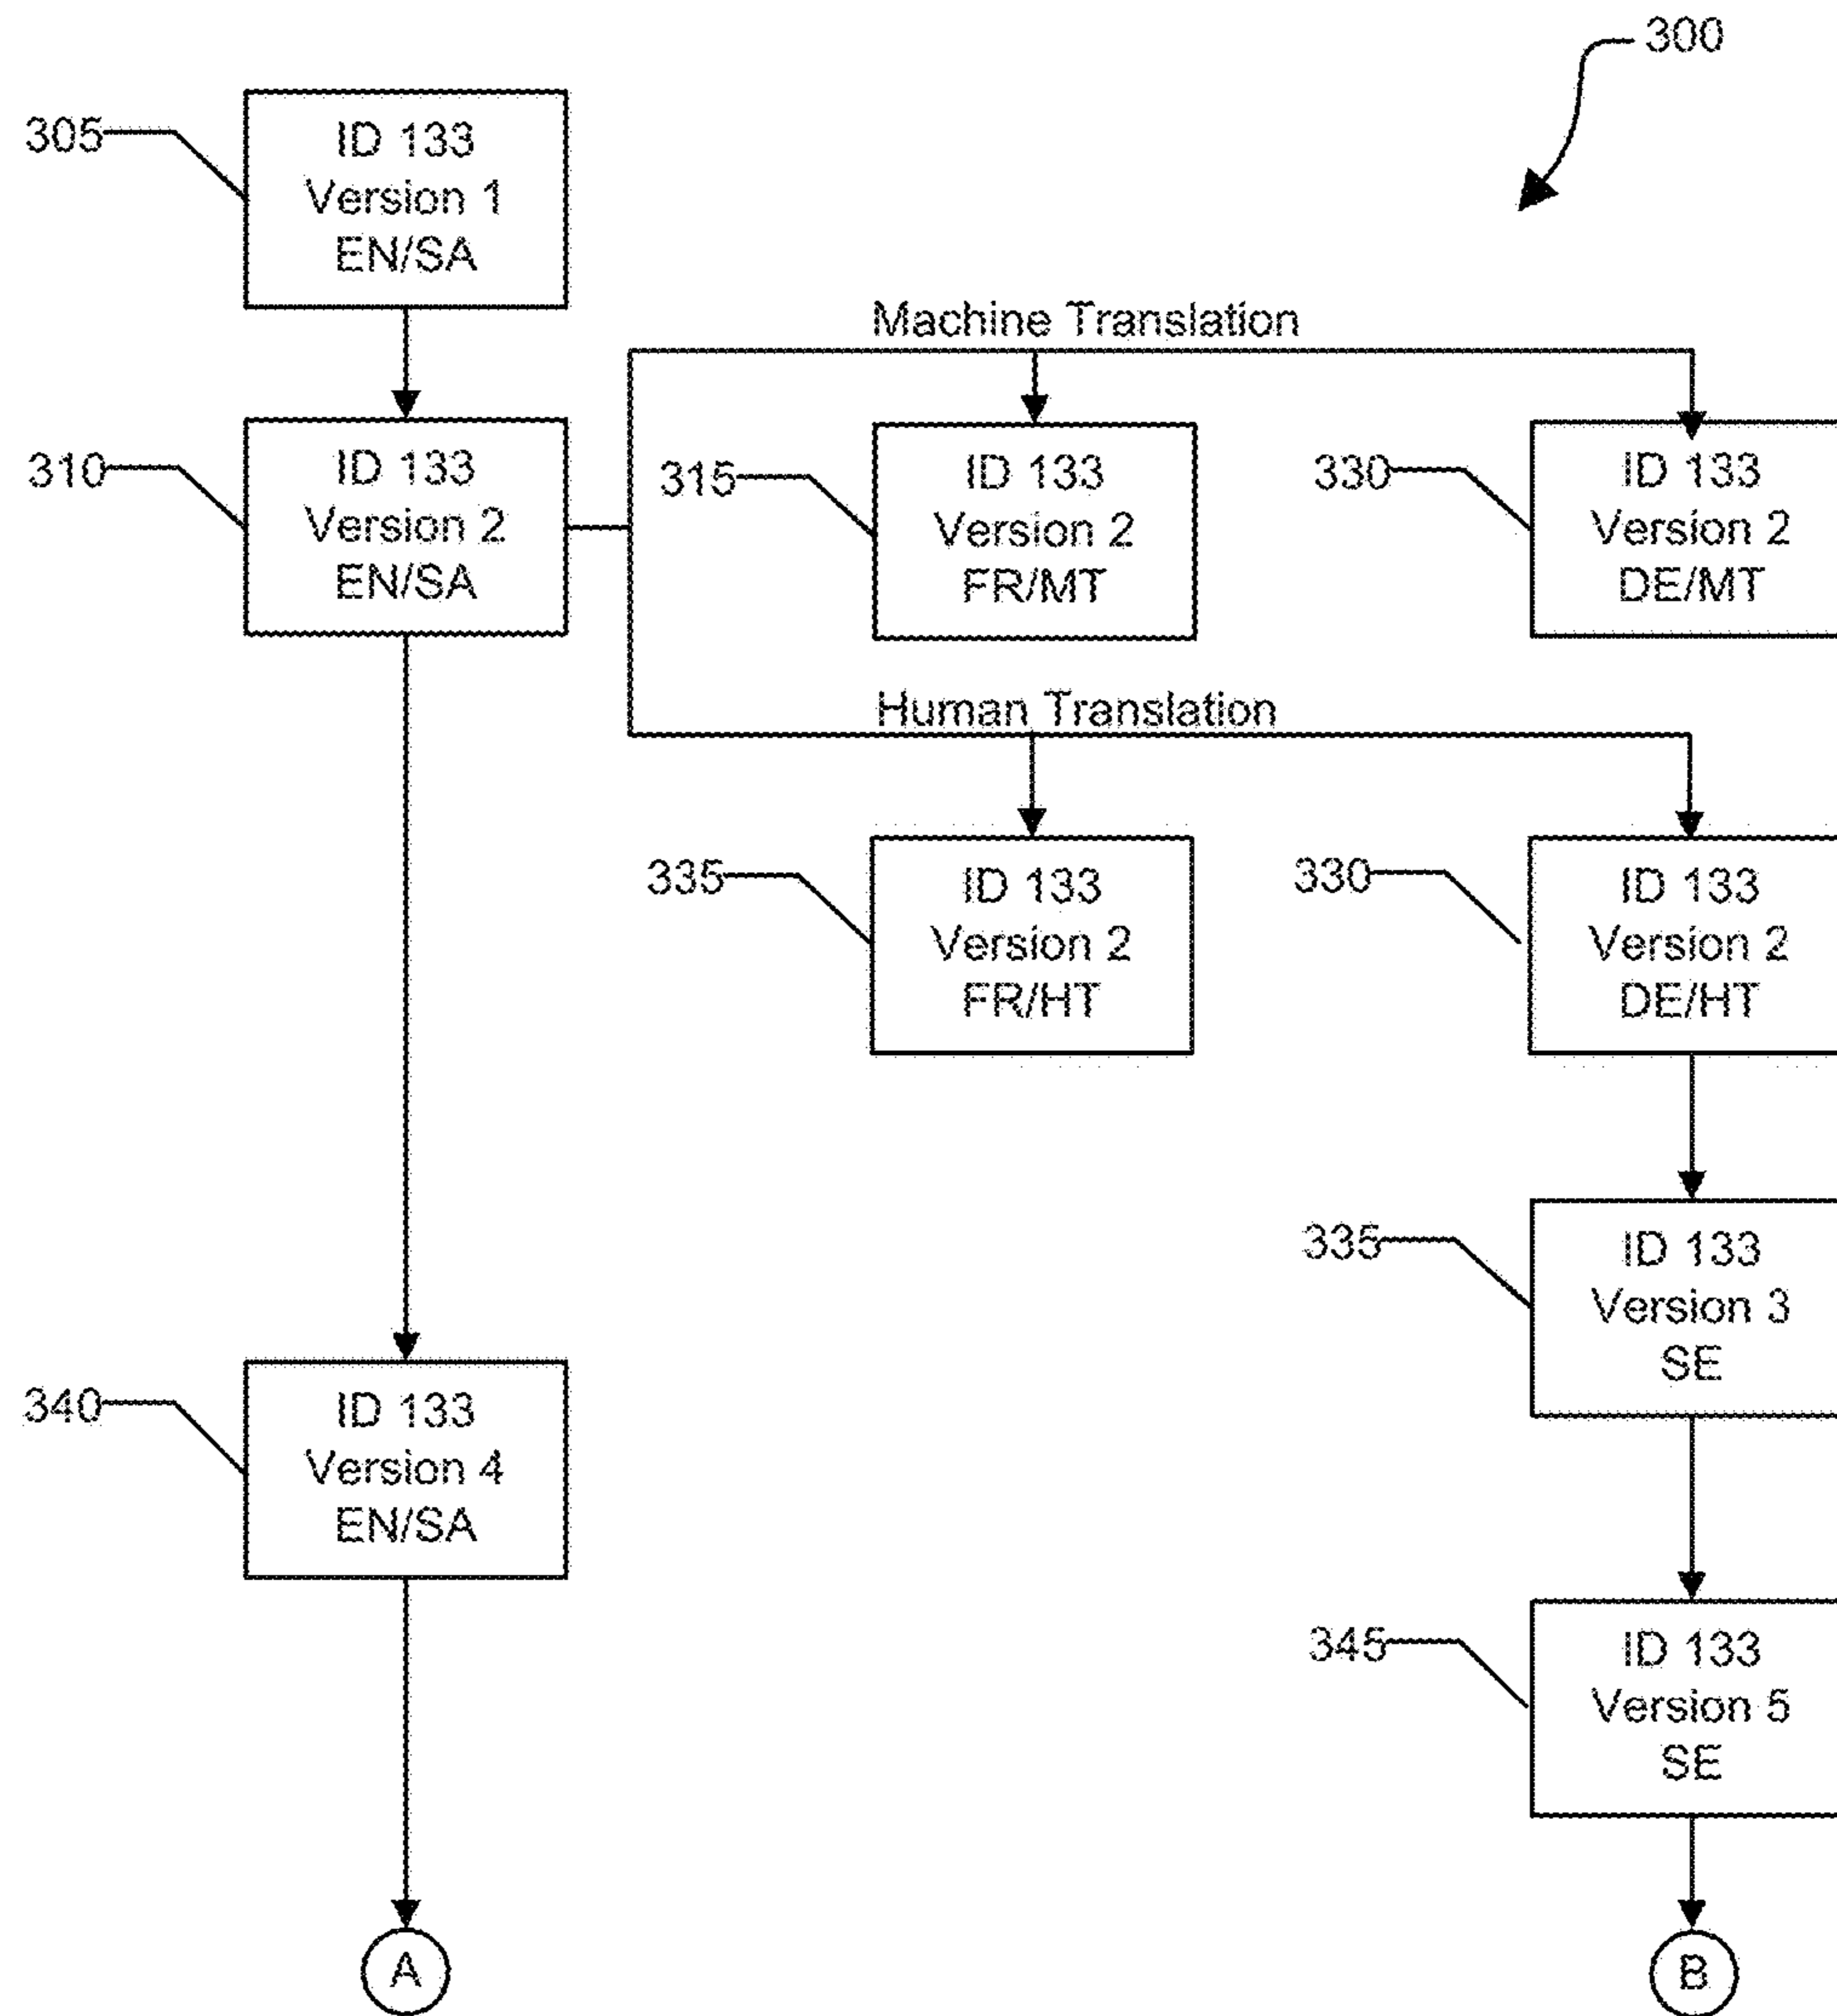 300
305
ID 133
Version 1
EN/SA
Machine Translation
310
ID 133
Version 2
EN/SA
315
ID 133
Version 2
FR/MT
330
ID 133
Version 2
DE/MT
Human Translation
335
ID 133
Version 2
FR/HT
330
ID 133
Version 2
DE/HT
335
ID 133
Version 3
SE
340
ID 133
Version 4
EN/SA
345
ID 133
Version 5
SE
A
B